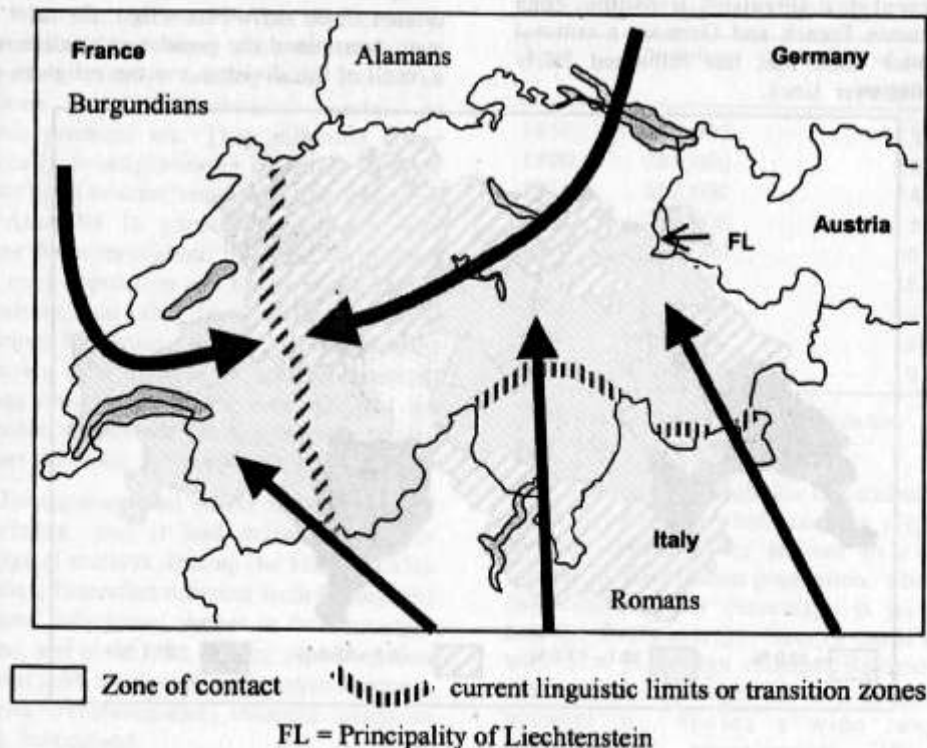 France
Alamans
Germany
Burgundians
FL
Austria
Italy
Romans
Zone of contact
current linguistic limits or transition zones
FL = Principality of Liechtenstein